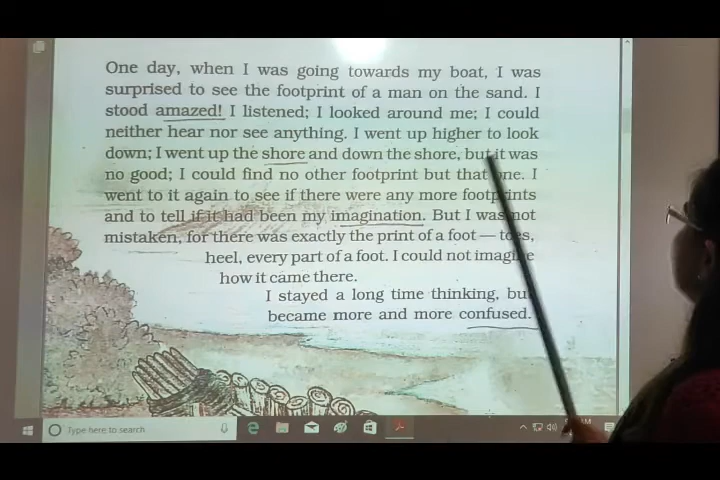 One day, when I was going towards my boat, I was
surprised to see the footprint of a man on the sand. I
stood amazed! I listened; I looked around me; I could
neither hear nor see anything. I went up higher to look
down; I went up the shore and down the shore, but it was
no good; I could find no other footprint but that one. I
went to it again to see if there were any more footprints
and to tell if it had been my imagination. But I was not
mistaken, for there was exactly the print of a foot — toes,
heel, every part of a foot. I could not imagine
how it came there.
I stayed a long time thinking, but
became more and more confused.
Type here to search